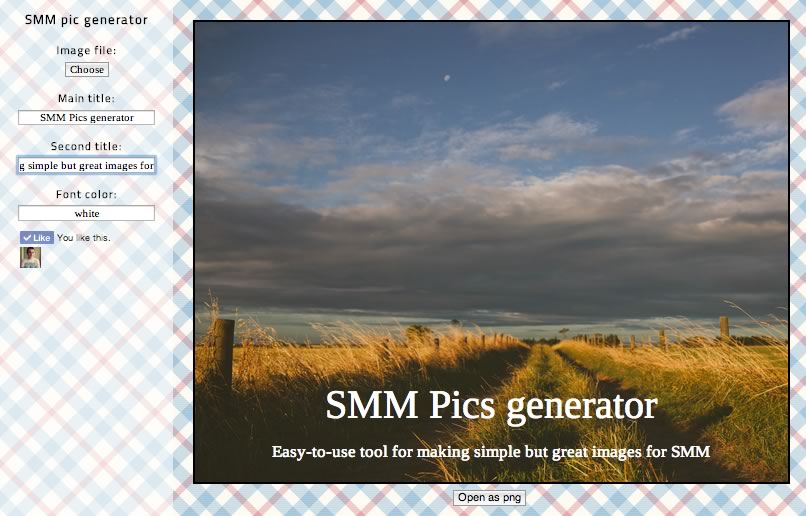 SMM pic generator
Image file:
Choose
Main title:
SMM Pics generator
Second title:
g simple but great images for
Font color:
white
Like You like this.
SMM Pics generator
Easy-to-use tool for making simple but great images for SMM
Open as png